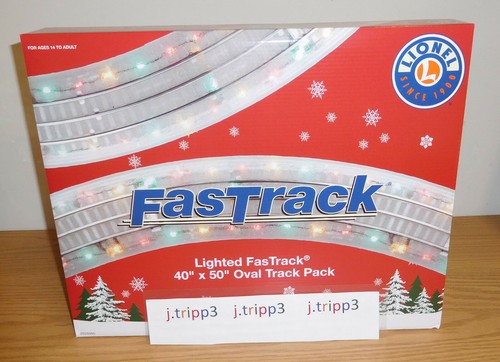 FOR AGES 14 TO ADULT
LIONEL
L
SINCE 1900
FasTrack
Lighted FasTrack®
40" x 50" Oval Track Pack
j.tripp3 j.tripp3 j.tripp3